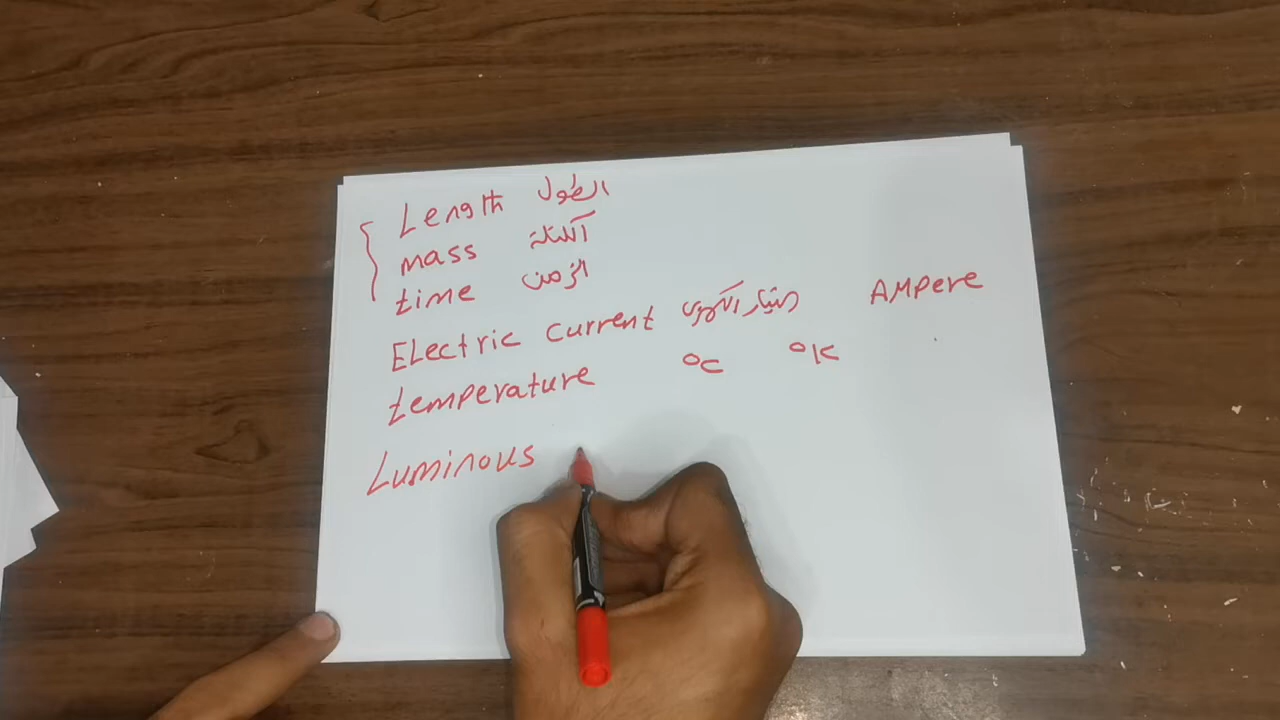 Length الطول
mass الكتلة
time الزمن
Electric current التيار الكهربي Ampere
temperature °C °K
Luminous